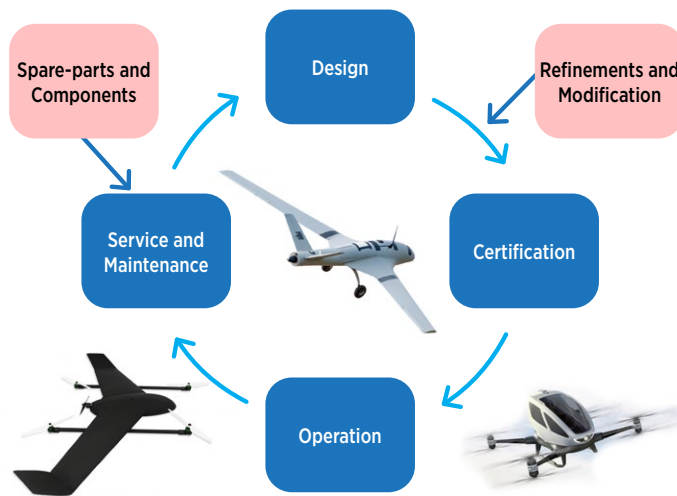 Spare-parts and
Components
Design
Refinements and
Modification
Service and
Maintenance
Certification
Operation